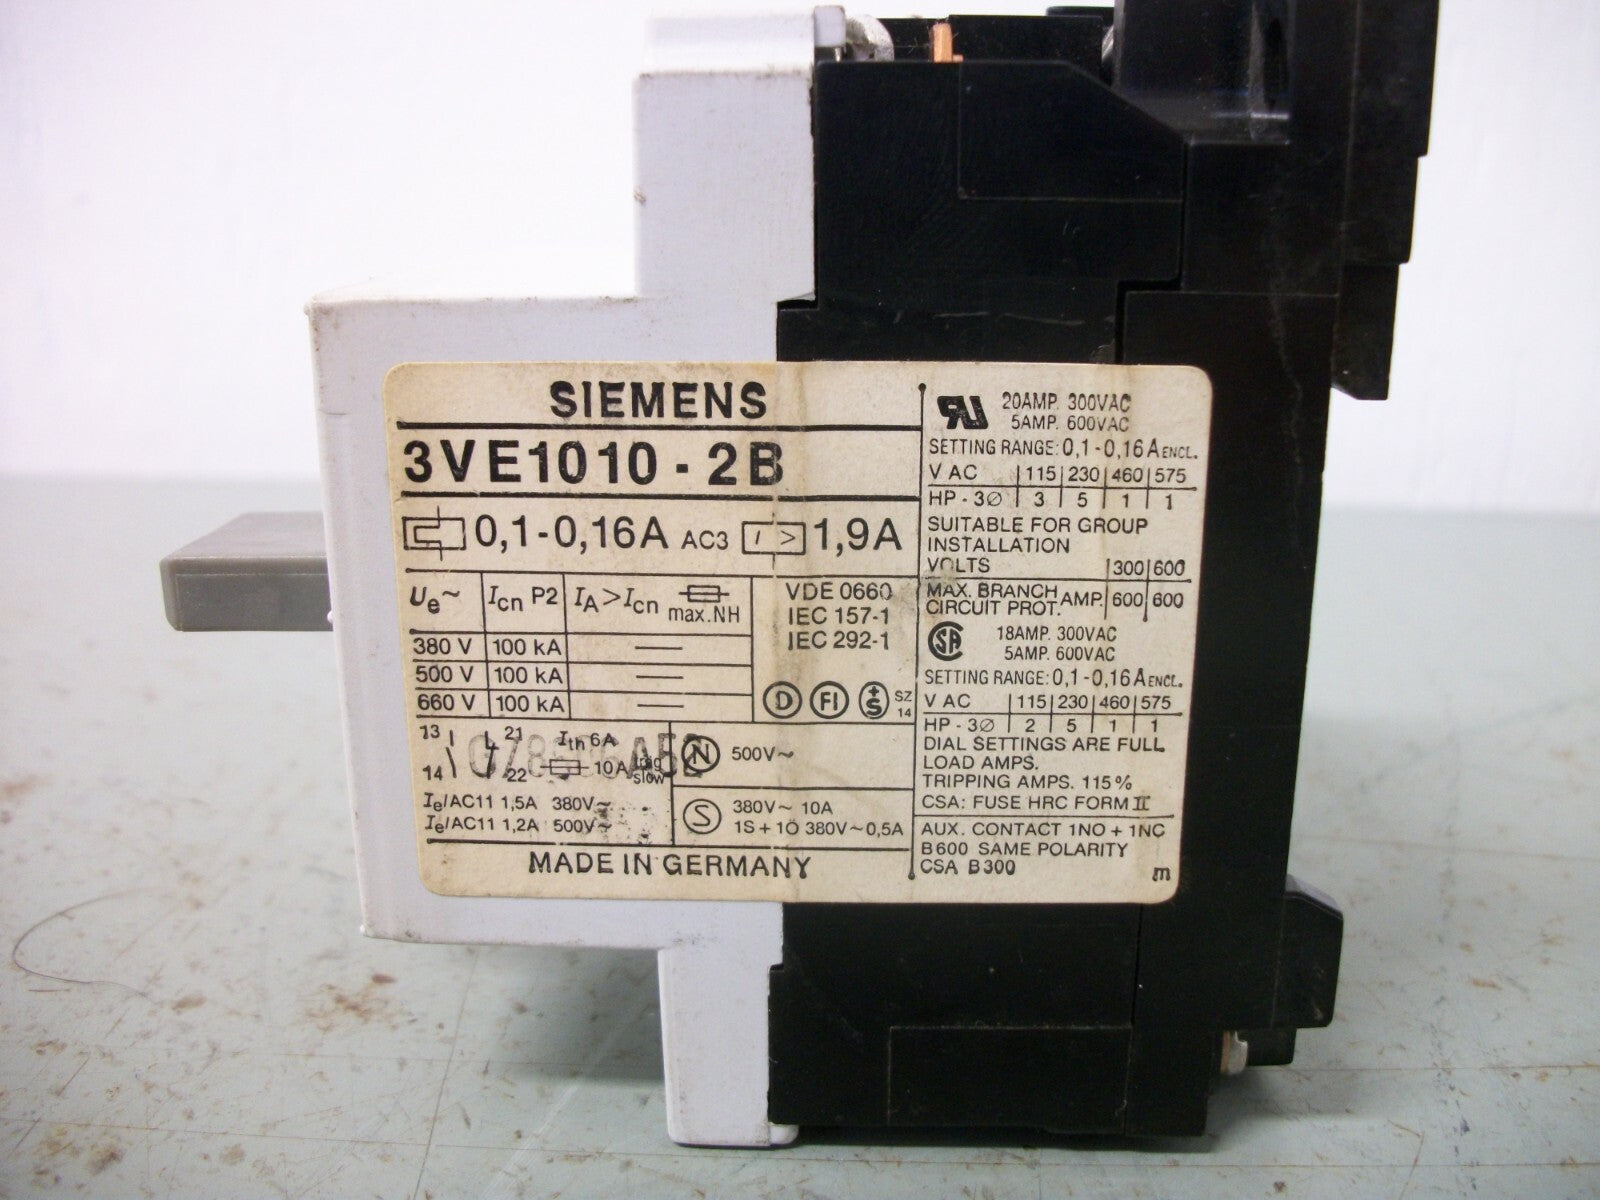 SIEMENS
3VE1010 - 2B
0,1-0,16A AC3 I > 1,9A
Ue~ Icn P2 IA>Icn max.NH
380 V 100 kA —
500 V 100 kA —
660 V 100 kA —
VDE 0660
IEC 157-1
IEC 292-1
D FI +S SZ 14
13 21 Ith 6A
14 22 10A slow
Ie/AC11 1,5A 380V~
Ie/AC11 1,2A 500V~
N 500V~
S 380V~ 10A
1S+1Ö 380V~0,5A
MADE IN GERMANY
RU 20AMP. 300VAC
5AMP. 600VAC
SETTING RANGE: 0,1-0,16A ENCL.
V AC 115 230 460 575
HP - 3Ø 3 5 1 1
SUITABLE FOR GROUP
INSTALLATION
VOLTS 300 600
MAX. BRANCH
CIRCUIT PROT. AMP. 600 600
SA 18AMP. 300VAC
5AMP. 600VAC
SETTING RANGE: 0,1-0,16A ENCL.
V AC 115 230 460 575
HP - 3Ø 2 5 1 1
DIAL SETTINGS ARE FULL
LOAD AMPS.
TRIPPING AMPS. 115%
CSA: FUSE HRC FORM II
AUX. CONTACT 1NO + 1NC
B600 SAME POLARITY
CSA B300
m